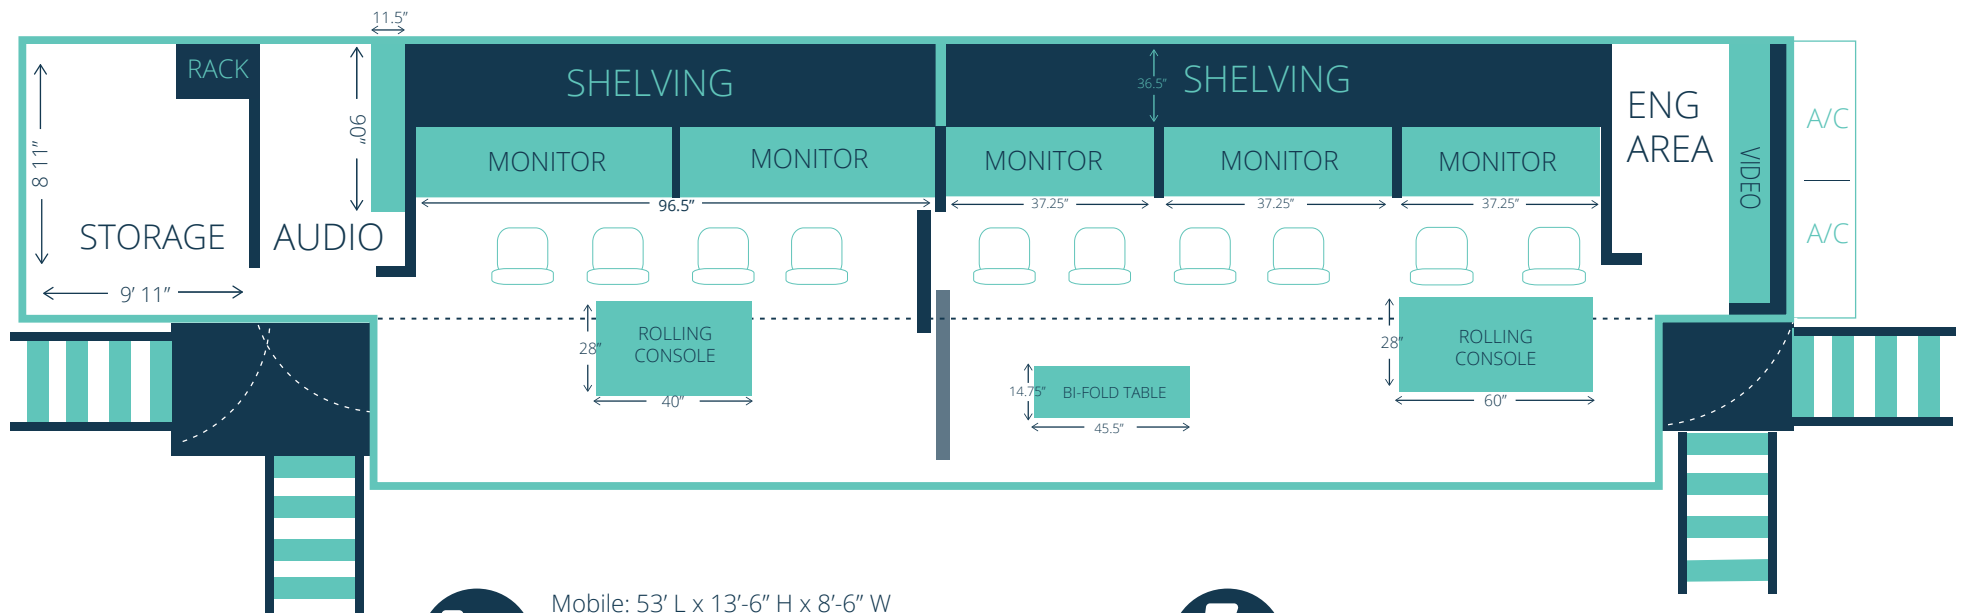 11.5”
RACK
SHELVING
36.5”
SHELVING
90”
ENG
AREA
A/C
8 11”
MONITOR
MONITOR
MONITOR
MONITOR
MONITOR
VIDEO
96.5”
37.25”
37.25”
37.25”
STORAGE
AUDIO
A/C
9’ 11”
28”
ROLLING
CONSOLE
40”
14.75”
BI-FOLD TABLE
45.5”
28”
ROLLING
CONSOLE
60”
Mobile: 53’ L x 13’-6” H x 8’-6” W